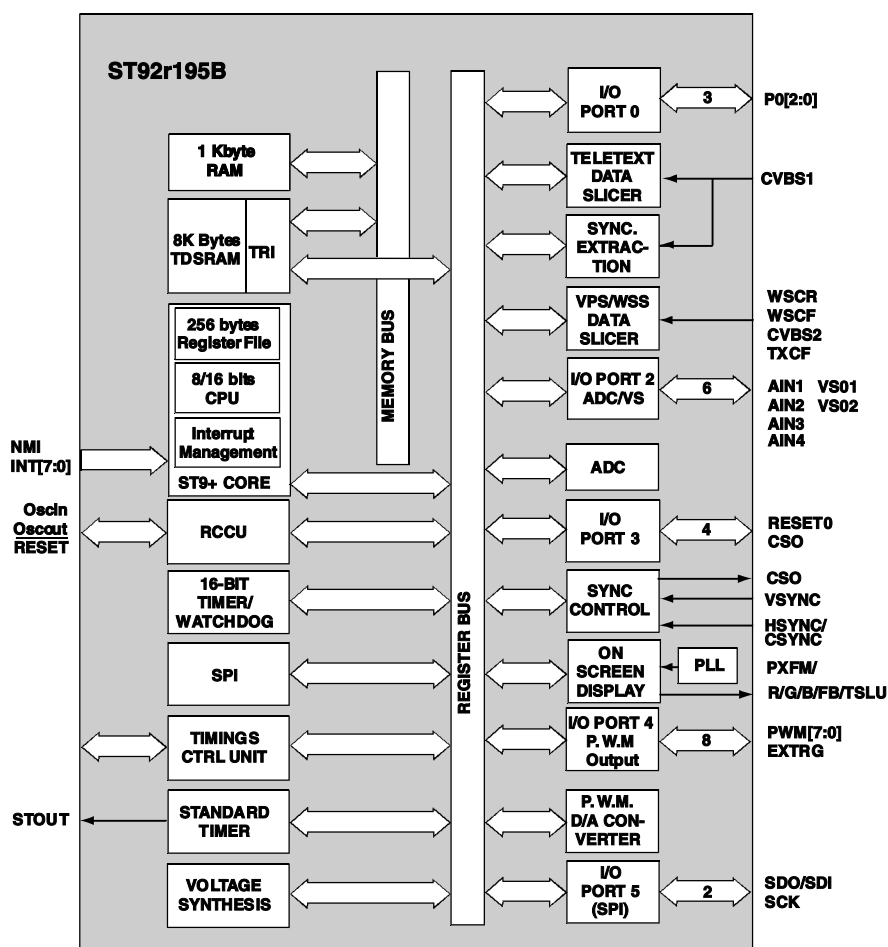 ST92r195B
1 Kbyte
RAM
8K Bytes
TDSRAM
TRI
256 bytes
Register File
8/16 bits
CPU
Interrupt
Management
ST9+ CORE
NMI
INT[7:0]
OscIn
Oscout
RESET
RCCU
16-BIT
TIMER/
WATCHDOG
SPI
TIMINGS
CTRL UNIT
STOUT
STANDARD
TIMER
VOLTAGE
SYNTHESIS
MEMORY BUS
REGISTER BUS
I/O
PORT 0
3
P0[2:0]
TELETEXT
DATA
SLICER
CVBS1
SYNC.
EXTRAC-
TION
VPS/WSS
DATA
SLICER
WSCR
WSCF
CVBS2
TXCF
I/O PORT 2
ADC/VS
6
AIN1 VS01
AIN2 VS02
AIN3
AIN4
ADC
I/O
PORT 3
4
RESET0
CSO
SYNC
CONTROL
CSO
VSYNC
HSYNC/
CSYNC
ON
SCREEN
DISPLAY
PLL
PXFM/
R/G/B/FB/TSLU
I/O PORT 4
P.W.M
Output
8
PWM[7:0]
EXTRG
P.W.M.
D/A CON-
VERTER
I/O
PORT 5
(SPI)
2
SDO/SDI
SCK